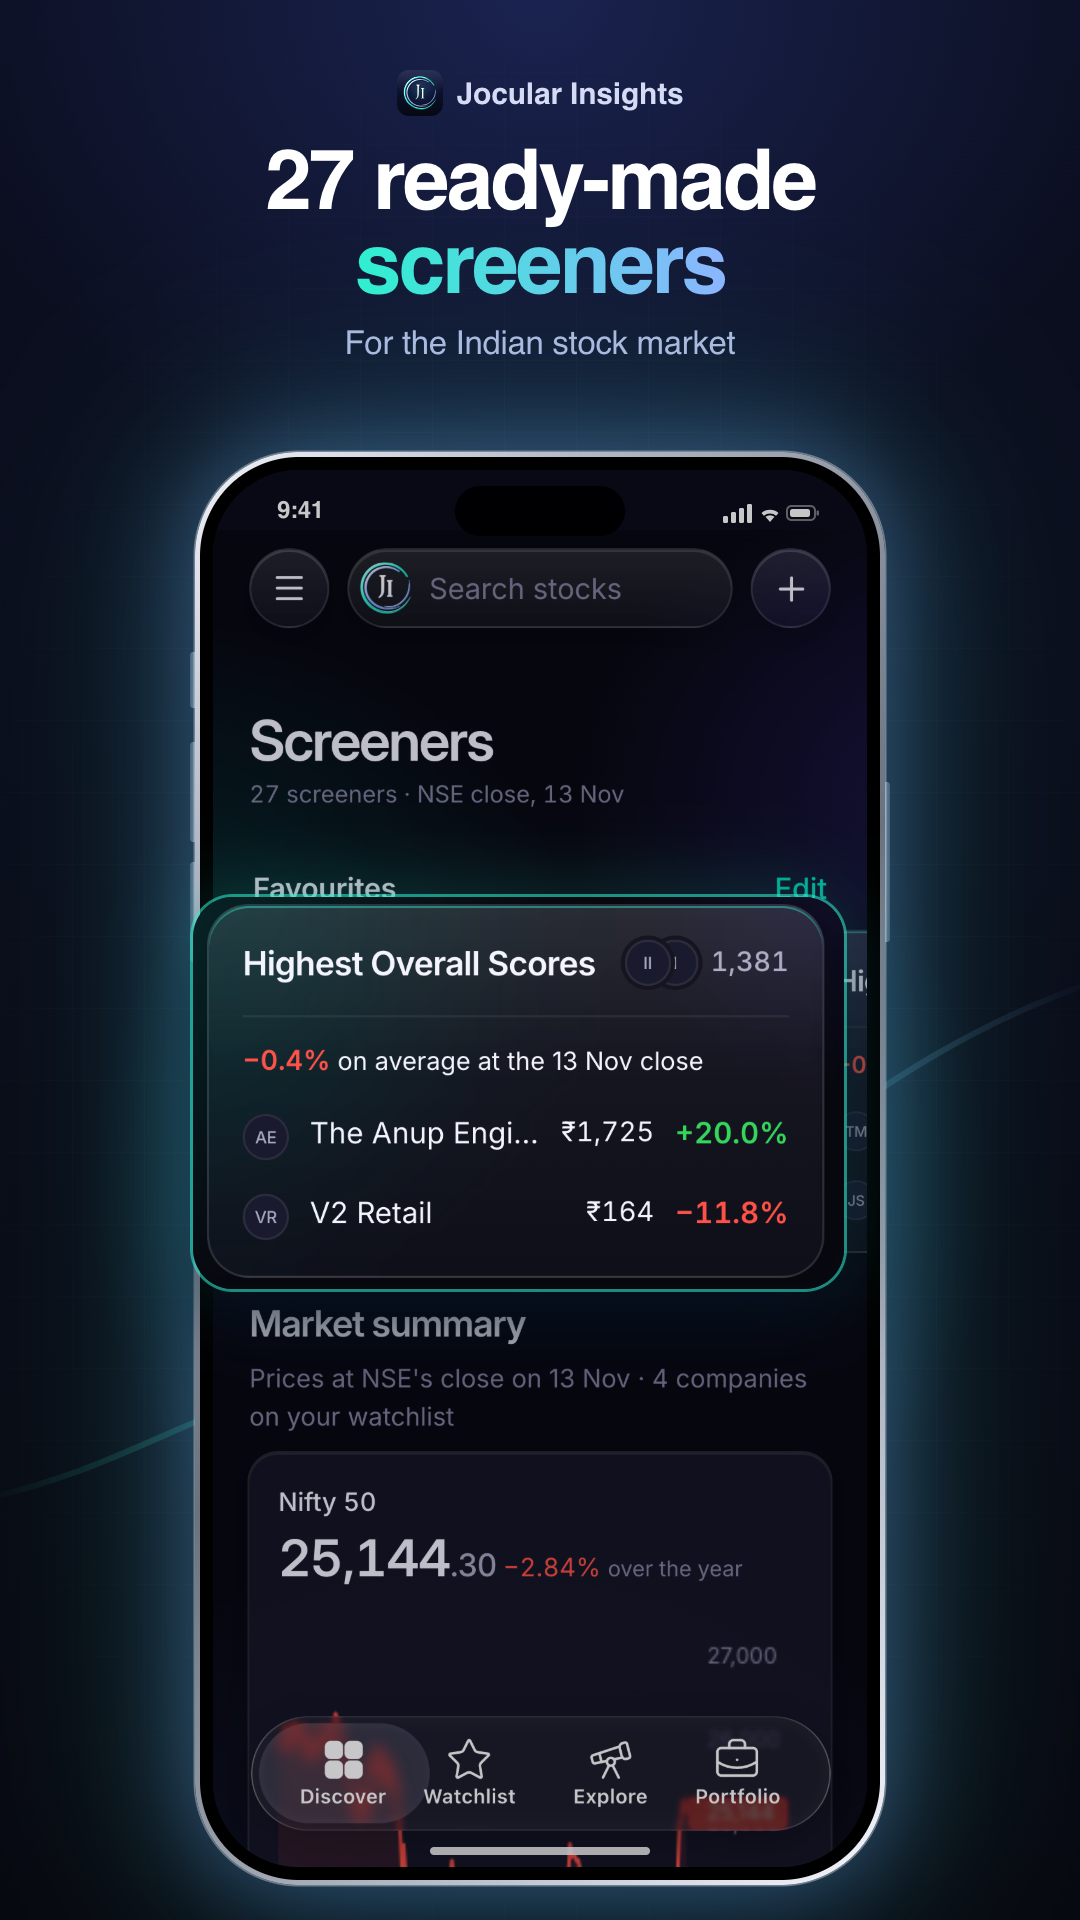 Jocular Insights
27 ready-made
screeners
For the Indian stock market
9:41
JI Search stocks
Screeners
27 screeners · NSE close, 13 Nov
Favourites Edit
Highest Overall Scores II I 1,381
−0.4% on average at the 13 Nov close
AE The Anup Engi... ₹1,725 +20.0%
TM
VR V2 Retail ₹164 −11.8%
JS
Market summary
Prices at NSE's close on 13 Nov · 4 companies
on your watchlist
Nifty 50
25,144.30 −2.84% over the year
27,000
Discover Watchlist Explore Portfolio